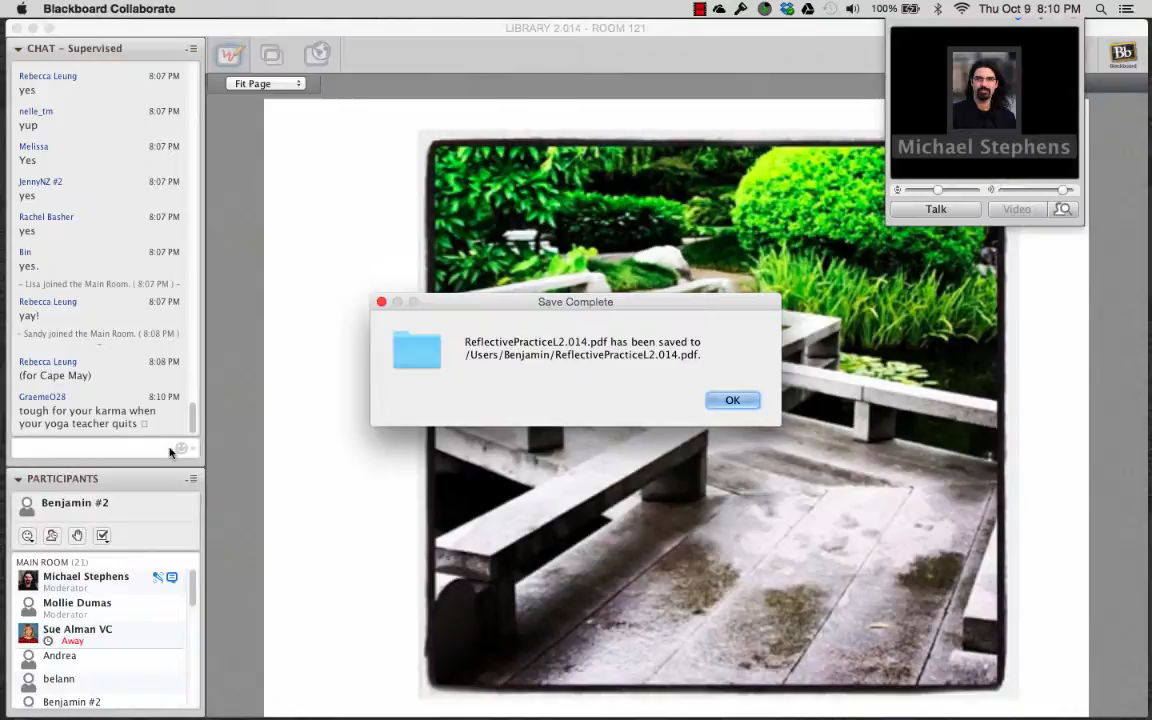 Blackboard Collaborate
100%
Thu Oct 9 8:10 PM
LIBRARY 2.014 - ROOM 121
CHAT - Supervised
Rebecca Leung 8:07 PM
yes
nelle_tm 8:07 PM
yup
Melissa 8:07 PM
Yes
JennyNZ #2 8:07 PM
yes
Rachel Basher 8:07 PM
yes
Bin 8:07 PM
yes.
- Lisa joined the Main Room. ( 8:07 PM ) -
Rebecca Leung 8:07 PM
yay!
- Sandy joined the Main Room. ( 8:08 PM )
-
Rebecca Leung 8:08 PM
(for Cape May)
GraemeO28 8:10 PM
tough for your karma when
your yoga teacher quits
PARTICIPANTS
Benjamin #2
MAIN ROOM (21)
Michael Stephens
Moderator
Mollie Dumas
Moderator
Sue Alman VC
Away
Andrea
belann
Benjamin #2
Fit Page
Save Complete
ReflectivePracticeL2.014.pdf has been saved to
/Users/Benjamin/ReflectivePracticeL2.014.pdf.
OK
Michael Stephens
Talk
Video
Bb
Blackboard